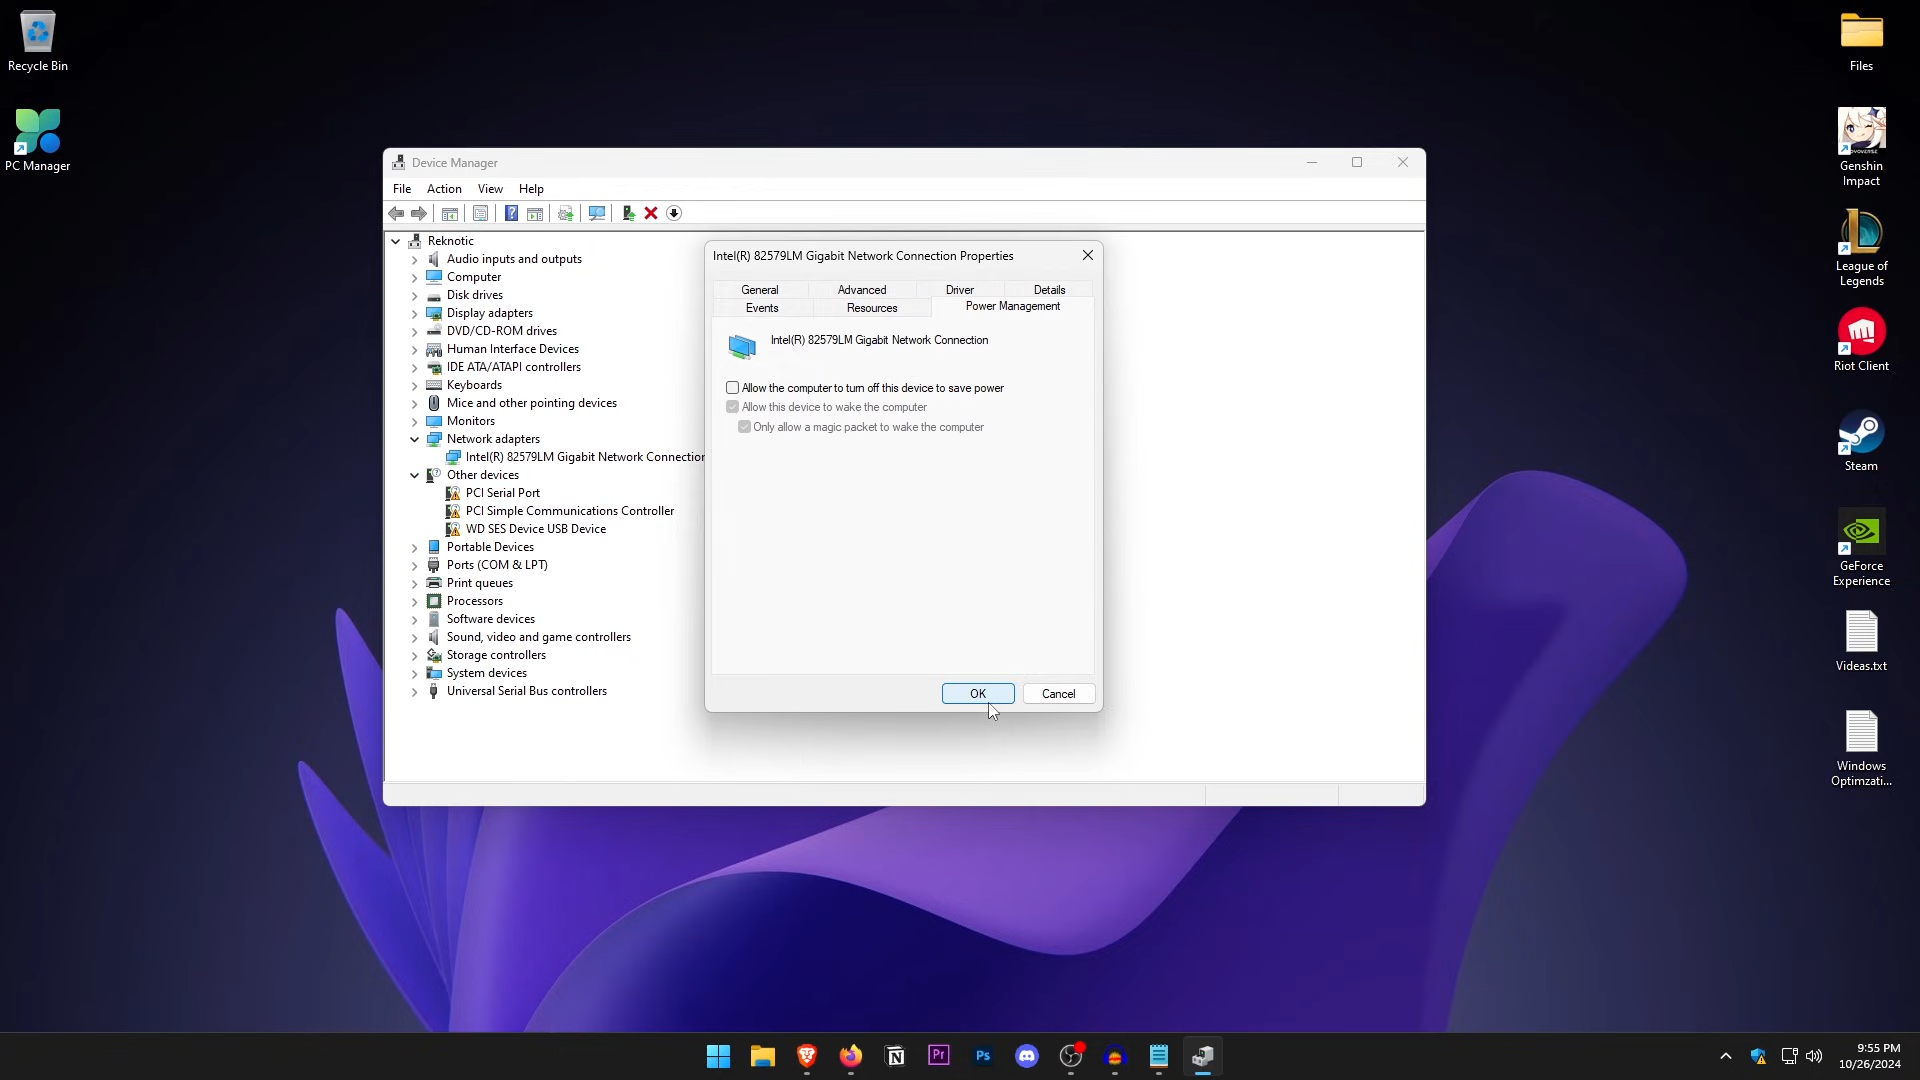 Recycle Bin
PC Manager
Files
Genshin
Impact
League of
Legends
Riot Client
Steam
GeForce
Experience
Videas.txt
Windows
Optimzati...
Device Manager
File Action View Help
Reknotic
Audio inputs and outputs
Computer
Disk drives
Display adapters
DVD/CD-ROM drives
Human Interface Devices
IDE ATA/ATAPI controllers
Keyboards
Mice and other pointing devices
Monitors
Network adapters
Intel(R) 82579LM Gigabit Network Connection
Other devices
PCI Serial Port
PCI Simple Communications Controller
WD SES Device USB Device
Portable Devices
Ports (COM & LPT)
Print queues
Processors
Software devices
Sound, video and game controllers
Storage controllers
System devices
Universal Serial Bus controllers
Intel(R) 82579LM Gigabit Network Connection Properties
General Advanced Driver Details
Events Resources Power Management
Intel(R) 82579LM Gigabit Network Connection
Allow the computer to turn off this device to save power
Allow this device to wake the computer
Only allow a magic packet to wake the computer
OK Cancel
Pr
Ps
9:55 PM
10/26/2024